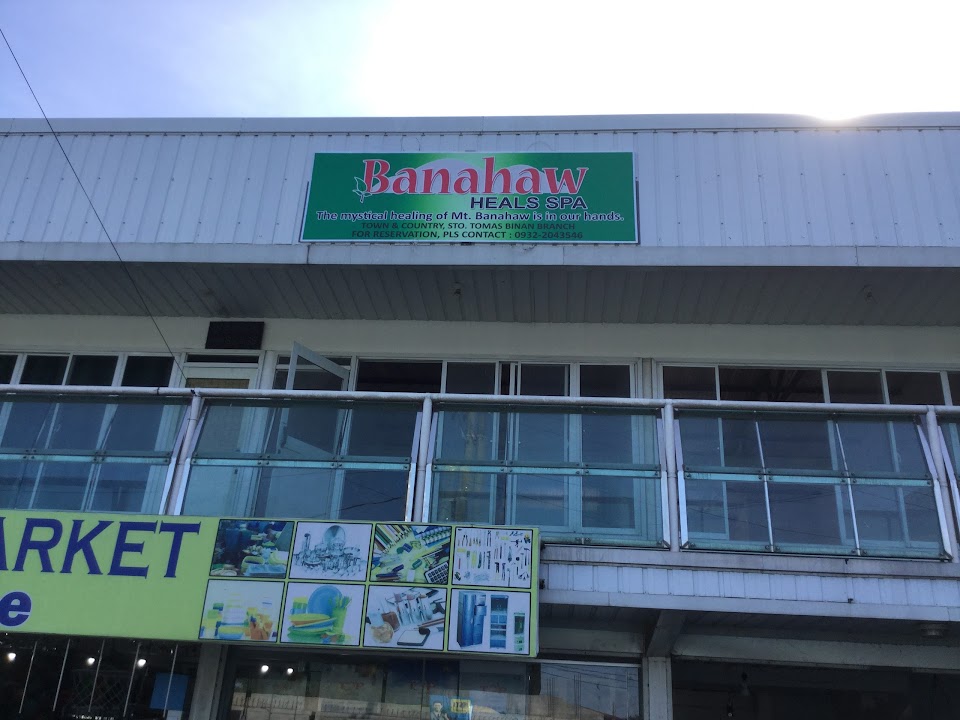 Banahaw
HEALS SPA
The mystical healing of Mt. Banahaw is in our hands.
TOWN & COUNTRY, STO. TOMAS BINAN BRANCH
FOR RESERVATION, PLS CONTACT : 0932-2043546
ARKET
e